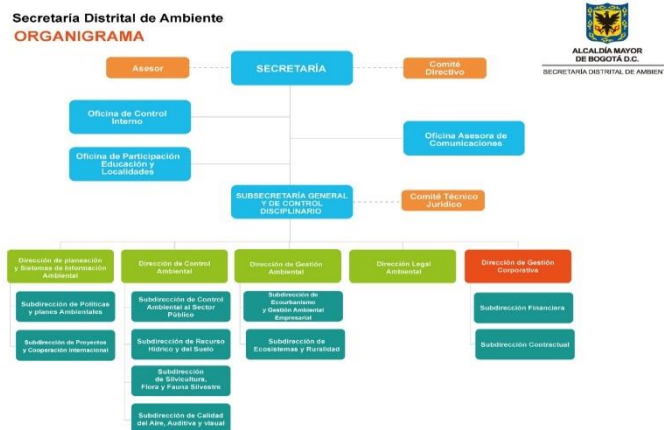 Secretaría Distrital de Ambiente
ORGANIGRAMA
ALCALDÍA MAYOR
DE BOGOTÁ D.C.
SECRETARÍA DISTRITAL DE AMBIENTE
Asesor
SECRETARÍA
Comité
Directivo
Oficina de Control
Interno
Oficina Asesora de
Comunicaciones
Oficina de Participación
Educación y
Localidades
SUBSECRETARÍA GENERAL
Y DE CONTROL
DISCIPLINARIO
Comité Técnico
Jurídico
Dirección de planeación
y Sistemas de información
Ambiental
Dirección de Control
Ambiental
Dirección de Gestión
Ambiental
Dirección Legal
Ambiental
Dirección de Gestión
Corporativa
Subdirección de Políticas
y planes Ambientales
Subdirección de Control
Ambiental al Sector
Público
Subdirección de
Ecourbanismo
y Gestión Ambiental
Empresarial
Subdirección Financiera
Subdirección de Proyectos
y Cooperación Internacional
Subdirección de Recurso
Hídrico y del Suelo
Subdirección de
Ecosistemas y Ruralidad
Subdirección Contractual
Subdirección
de Silvicultura,
Flora y Fauna Silvestre
Subdirección de Calidad
del Aire, Auditiva y visual